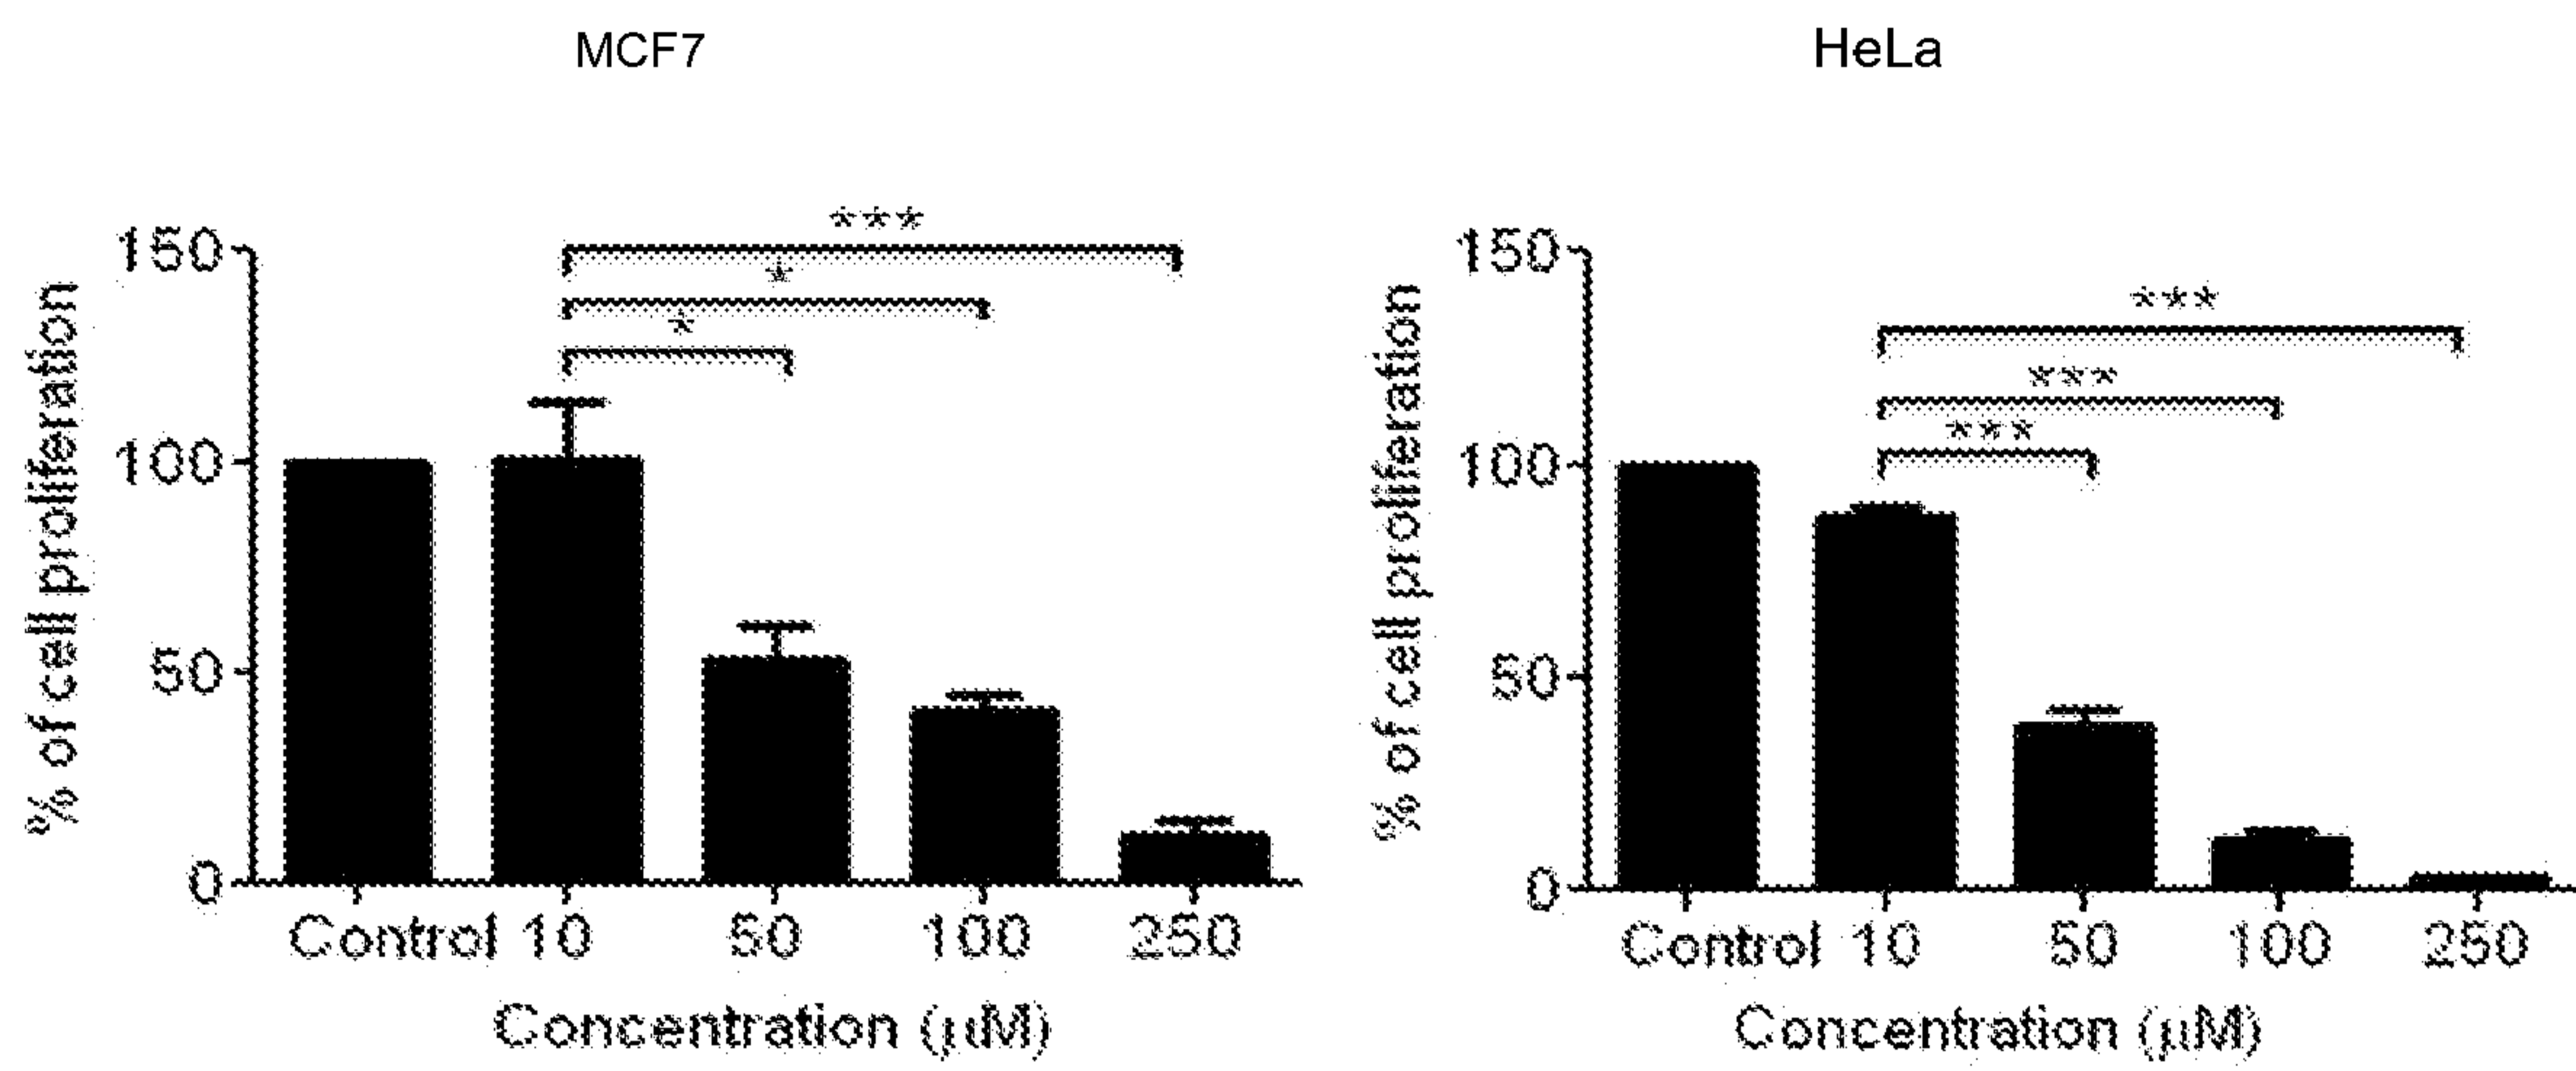 MCF7
% of cell proliferation
150
100
50
0
***
*
*
Control 10 50 100 250
Concentration (µM)
HeLa
% of cell proliferation
150
100
50
0
***
***
***
Control 10 50 100 250
Concentration (µM)